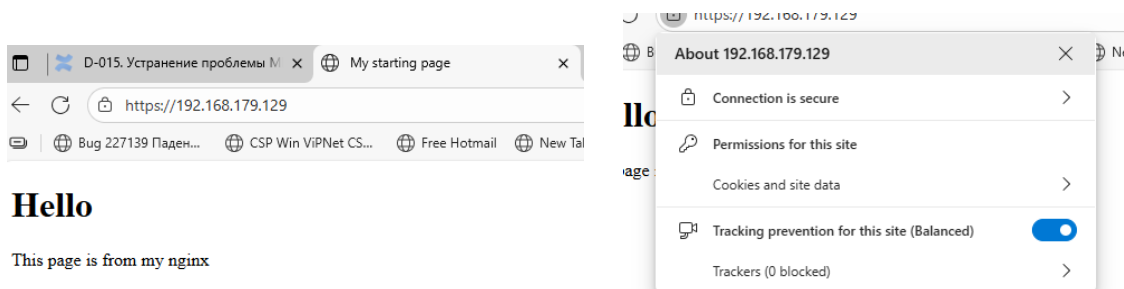 D-015. Устранение проблемы М
My starting page
https://192.168.179.129
Bug 227139 Паден...
CSP Win ViPNet CS...
Free Hotmail
New Tal
Hello
This page is from my nginx
https://192.168.179.129
About 192.168.179.129
Connection is secure
Permissions for this site
Cookies and site data
Tracking prevention for this site (Balanced)
Trackers (0 blocked)